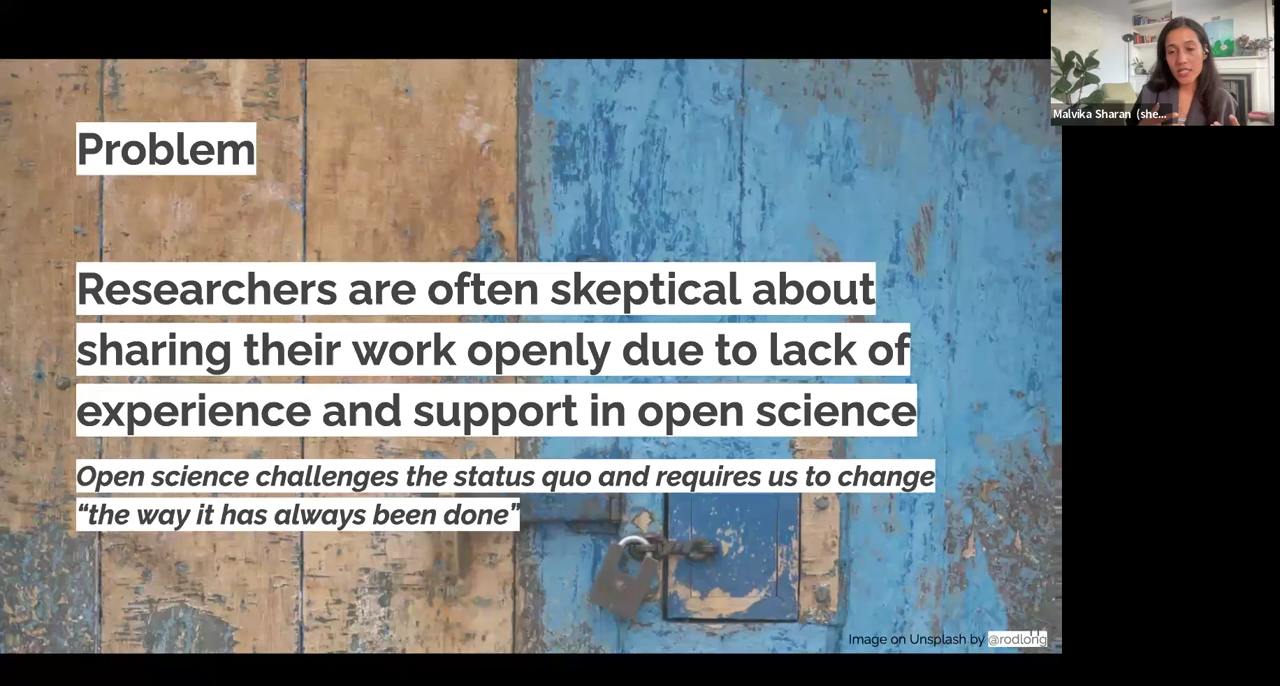 Malvika Sharan (she...
Problem
Researchers are often skeptical about
sharing their work openly due to lack of
experience and support in open science
Open science challenges the status quo and requires us to change
“the way it has always been done”
Image on Unsplash by @rodlong